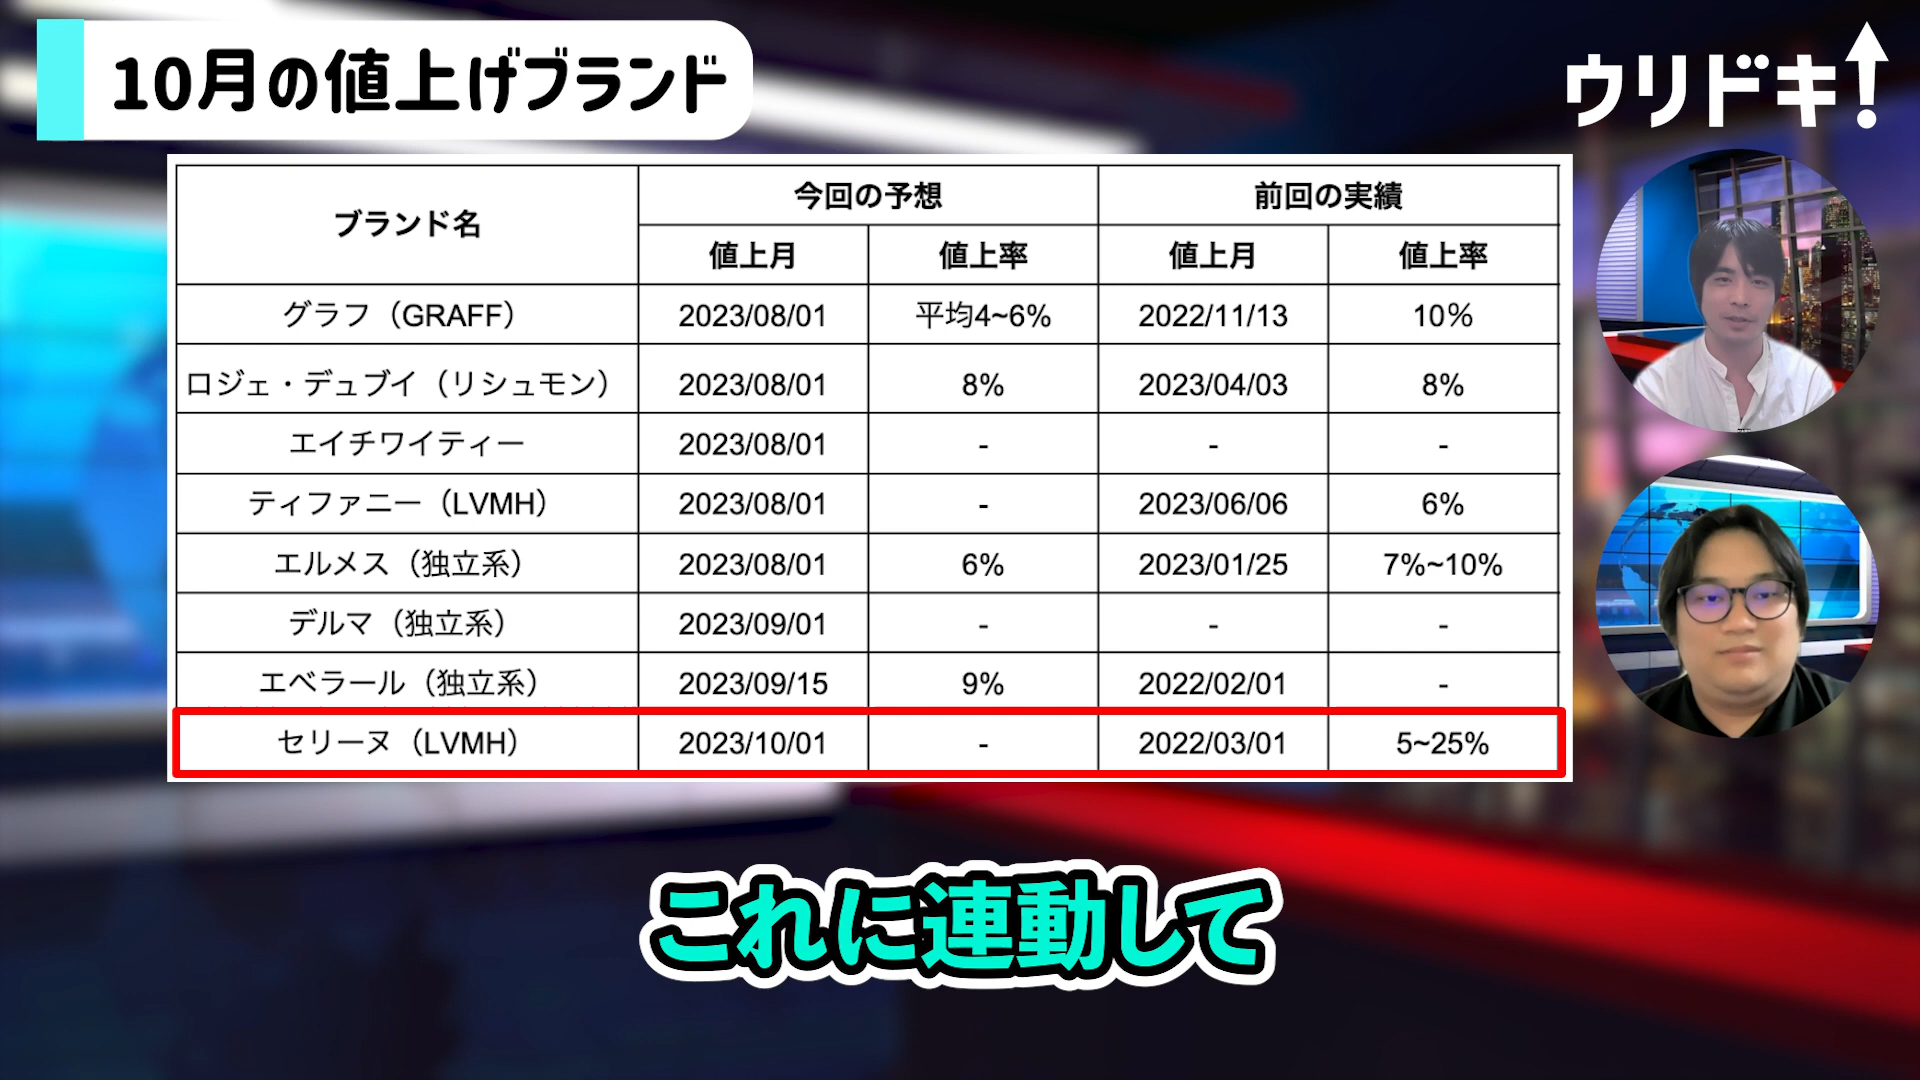 10月の値上げブランド
ウリドキ!
ブランド名 今回の予想 前回の実績
値上月 値上率 値上月 値上率
グラフ（GRAFF） 2023/08/01 平均4~6% 2022/11/13 10%
ロジェ・デュブイ（リシュモン） 2023/08/01 8% 2023/04/03 8%
エイチワイティー 2023/08/01 - - -
ティファニー（LVMH） 2023/08/01 - 2023/06/06 6%
エルメス（独立系） 2023/08/01 6% 2023/01/25 7%~10%
デルマ（独立系） 2023/09/01 - - -
エベラール（独立系） 2023/09/15 9% 2022/02/01 -
セリーヌ（LVMH） 2023/10/01 - 2022/03/01 5~25%
これに連動して